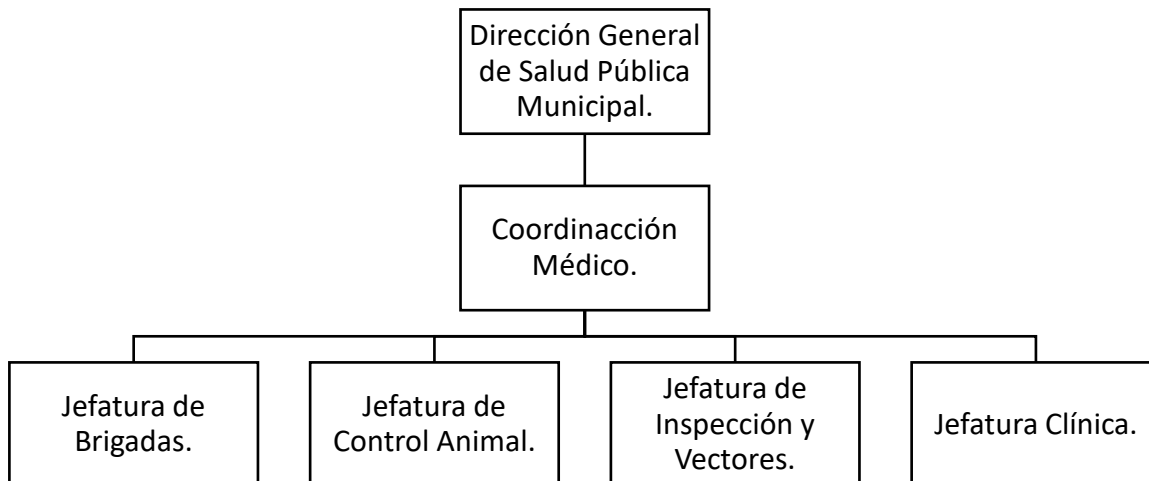 Dirección General
de Salud Pública
Municipal.
Coordinacción
Médico.
Jefatura de
Brigadas.
Jefatura de
Control Animal.
Jefatura de
Inspección y
Vectores.
Jefatura Clínica.